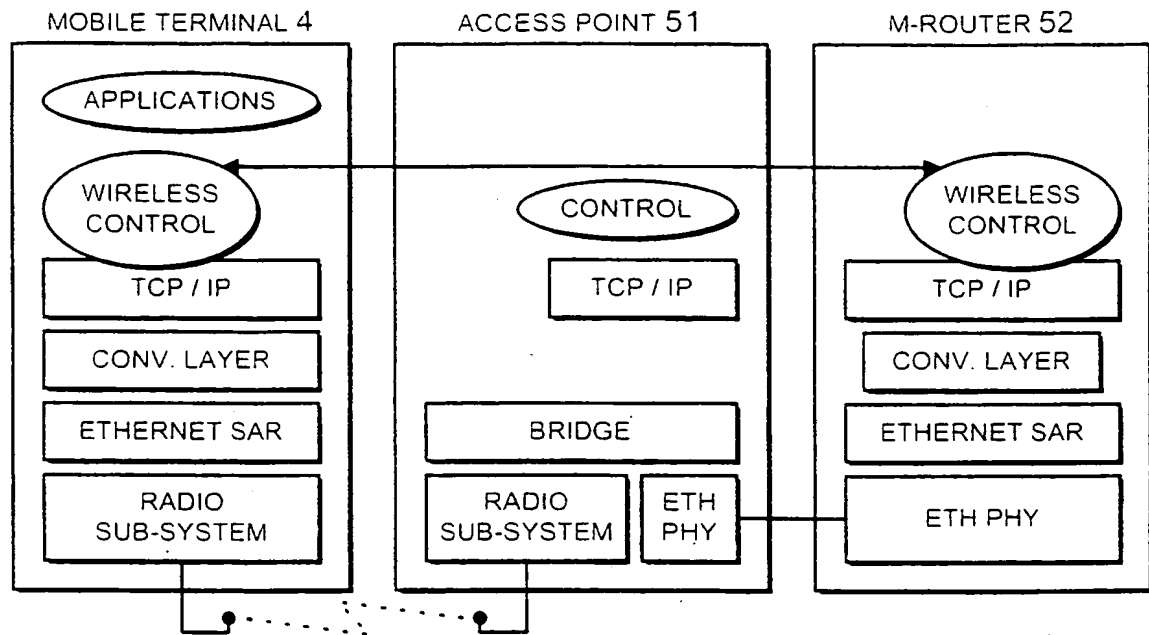 MOBILE TERMINAL 4
ACCESS POINT 51
M-ROUTER 52
APPLICATIONS
WIRELESS
CONTROL
TCP / IP
CONV. LAYER
ETHERNET SAR
RADIO
SUB-SYSTEM
CONTROL
TCP / IP
BRIDGE
RADIO
SUB-SYSTEM
ETH
PHY
WIRELESS
CONTROL
TCP / IP
CONV. LAYER
ETHERNET SAR
ETH PHY